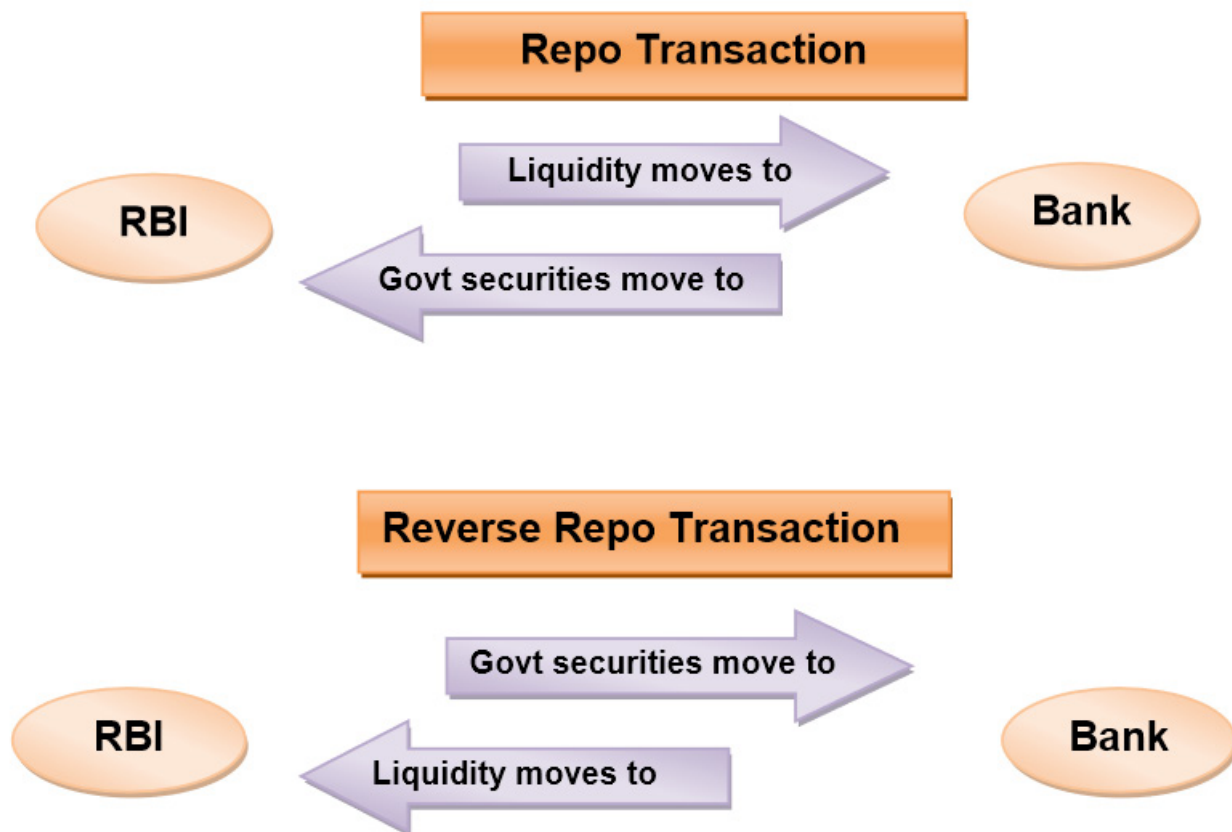 Repo Transaction
Liquidity moves to
RBI
Bank
Govt securities move to
Reverse Repo Transaction
Govt securities move to
RBI
Bank
Liquidity moves to